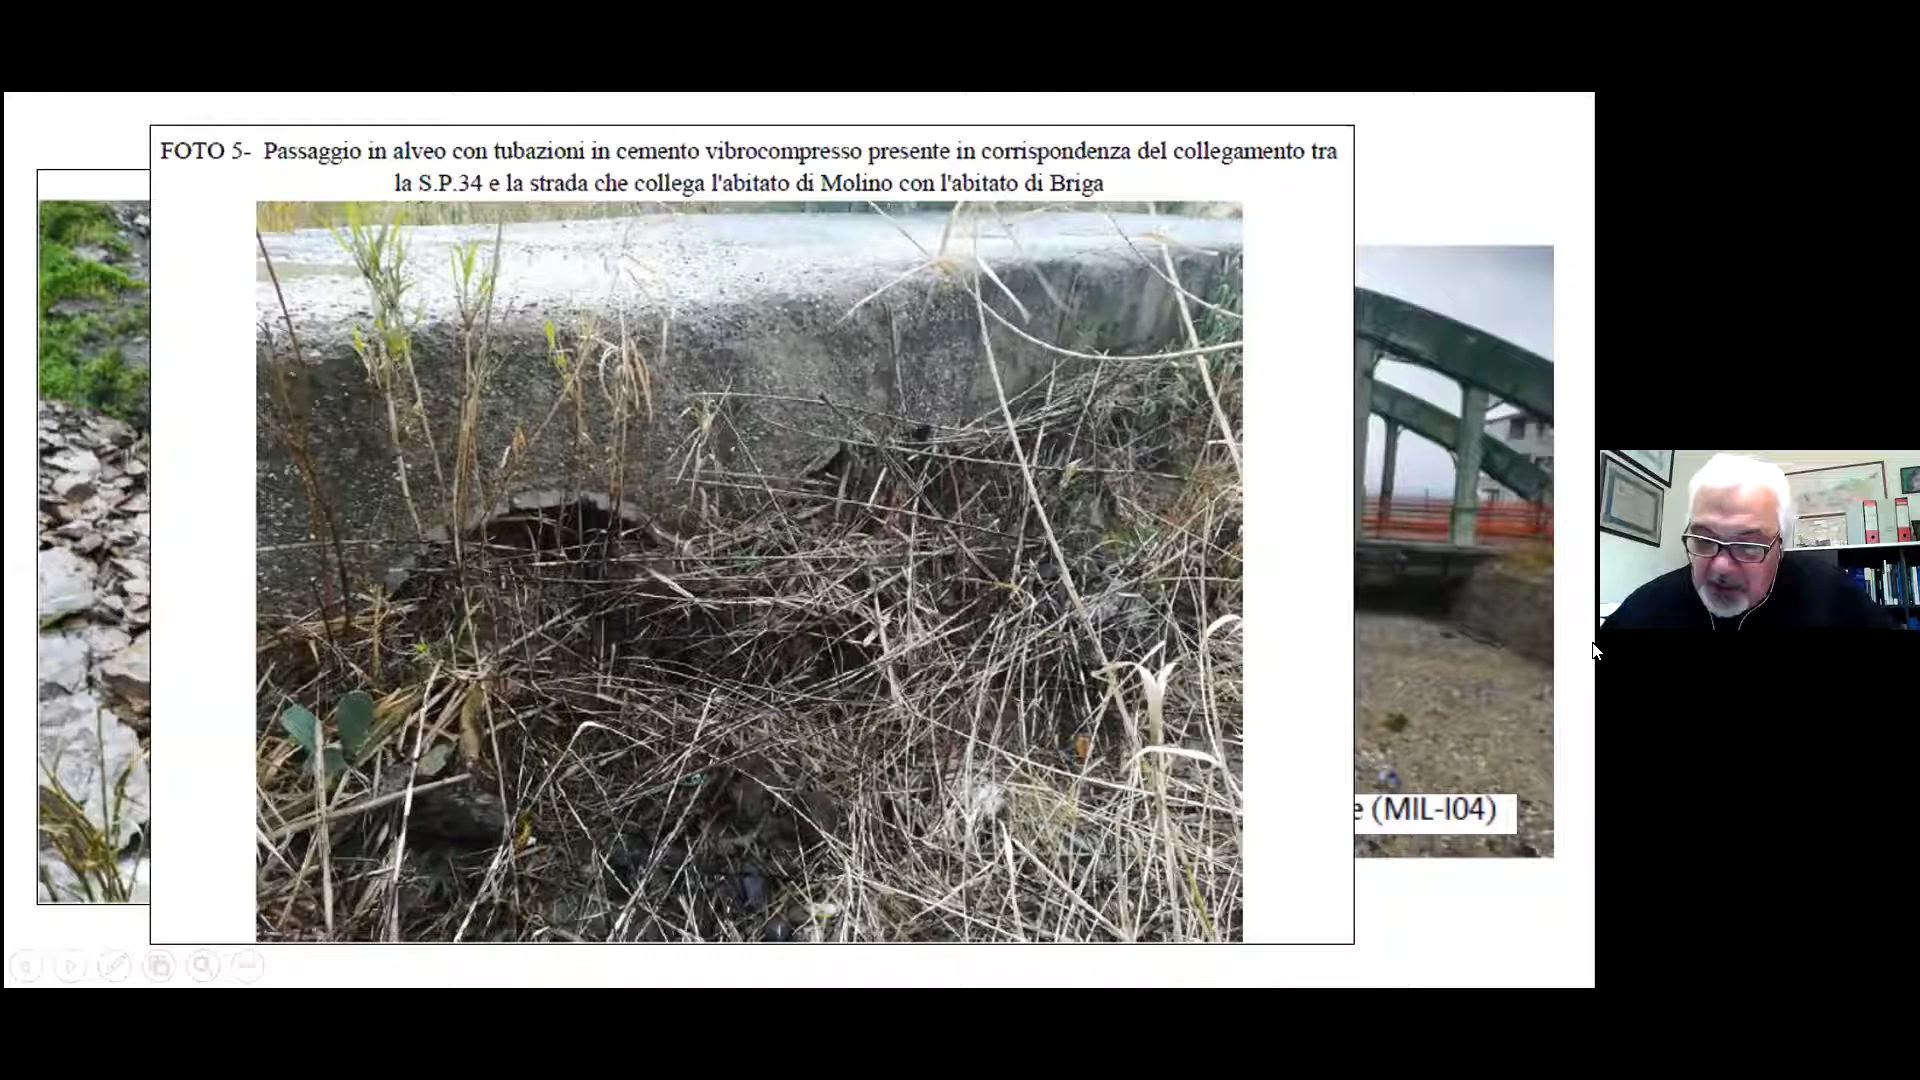 FOTO 5- Passaggio in alveo con tubazioni in cemento vibrocompresso presente in corrispondenza del collegamento tra
la S.P.34 e la strada che collega l'abitato di Molino con l'abitato di Briga
e (MIL-I04)